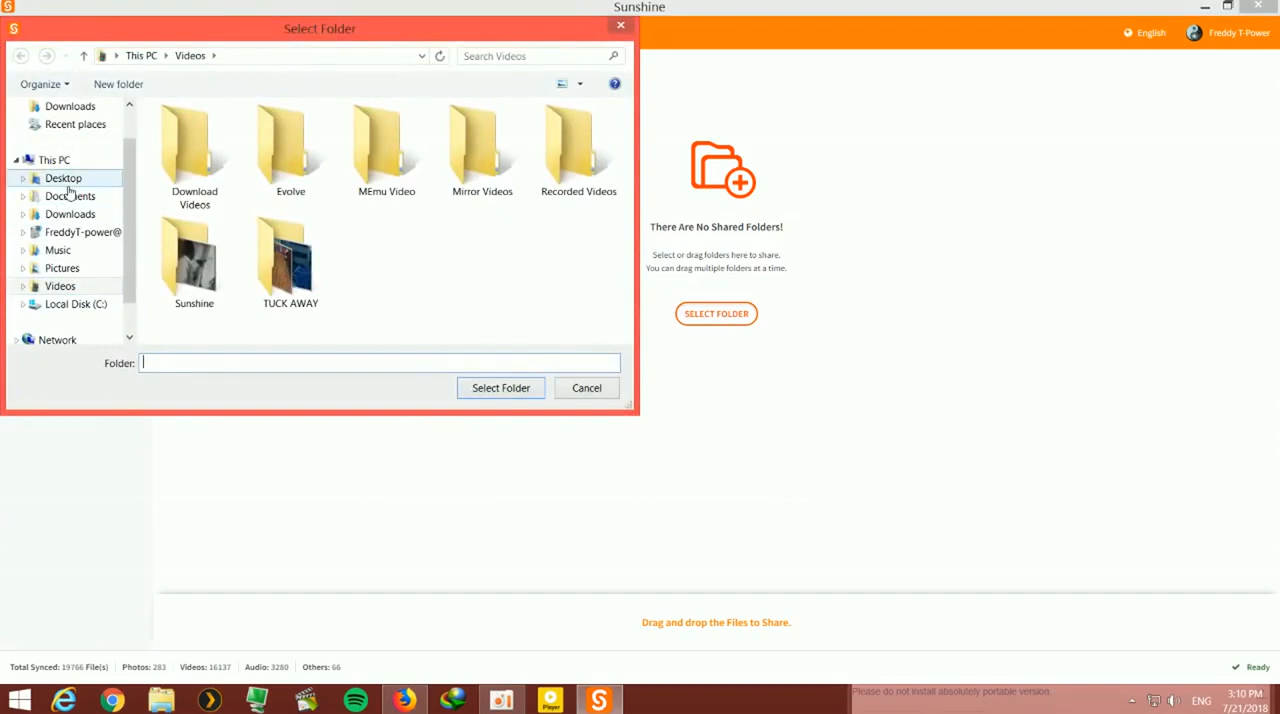 Sunshine
Select Folder
English
Freddy T-Power
This PC
Videos
Search Videos
Organize
New folder
Downloads
Recent places
This PC
Desktop
Documents
Downloads
FreddyT-power@
Music
Pictures
Videos
Local Disk (C:)
Network
Download
Videos
Evolve
MEmu Video
Mirror Videos
Recorded Videos
Sunshine
TUCK AWAY
Folder:
Select Folder
Cancel
There Are No Shared Folders!
Select or drag folders here to share.
You can drag multiple folders at a time.
SELECT FOLDER
Drag and drop the Files to Share.
Total Synced: 19766 File(s)
Photos: 283
Videos: 16137
Audio: 3280
Others: 66
Ready
Player
Please do not install absolutely portable version.
ENG
3:10 PM
7/21/2018